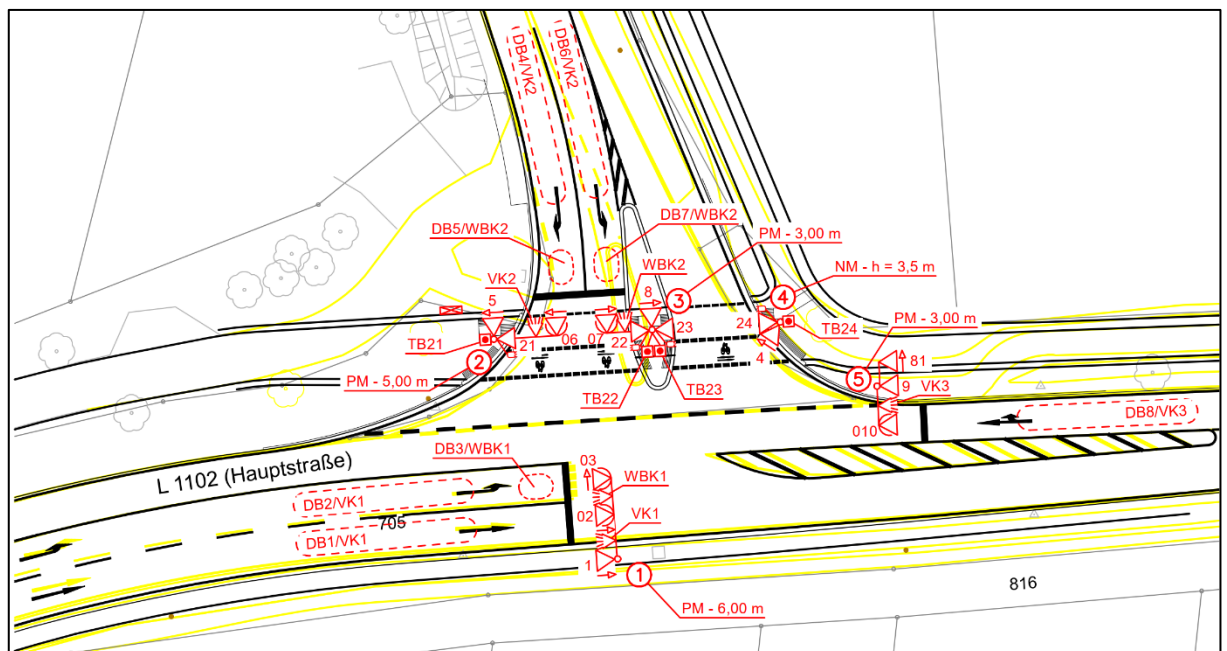 DB4/VK2
DB6/VK2
DB5/WBK2
DB7/WBK2
PM - 3,00 m
WBK2
NM - h = 3,5 m
VK2
3
4
5
8
PM - 3,00 m
TB21
21
06
07
22
23
24
TB24
2
4
81
PM - 5,00 m
5
9
VK3
TB22
TB23
010
DB8/VK3
L 1102 (Hauptstraße)
DB3/WBK1
03
WBK1
DB2/VK1
02
VK1
705
DB1/VK1
1
1
816
PM - 6,00 m